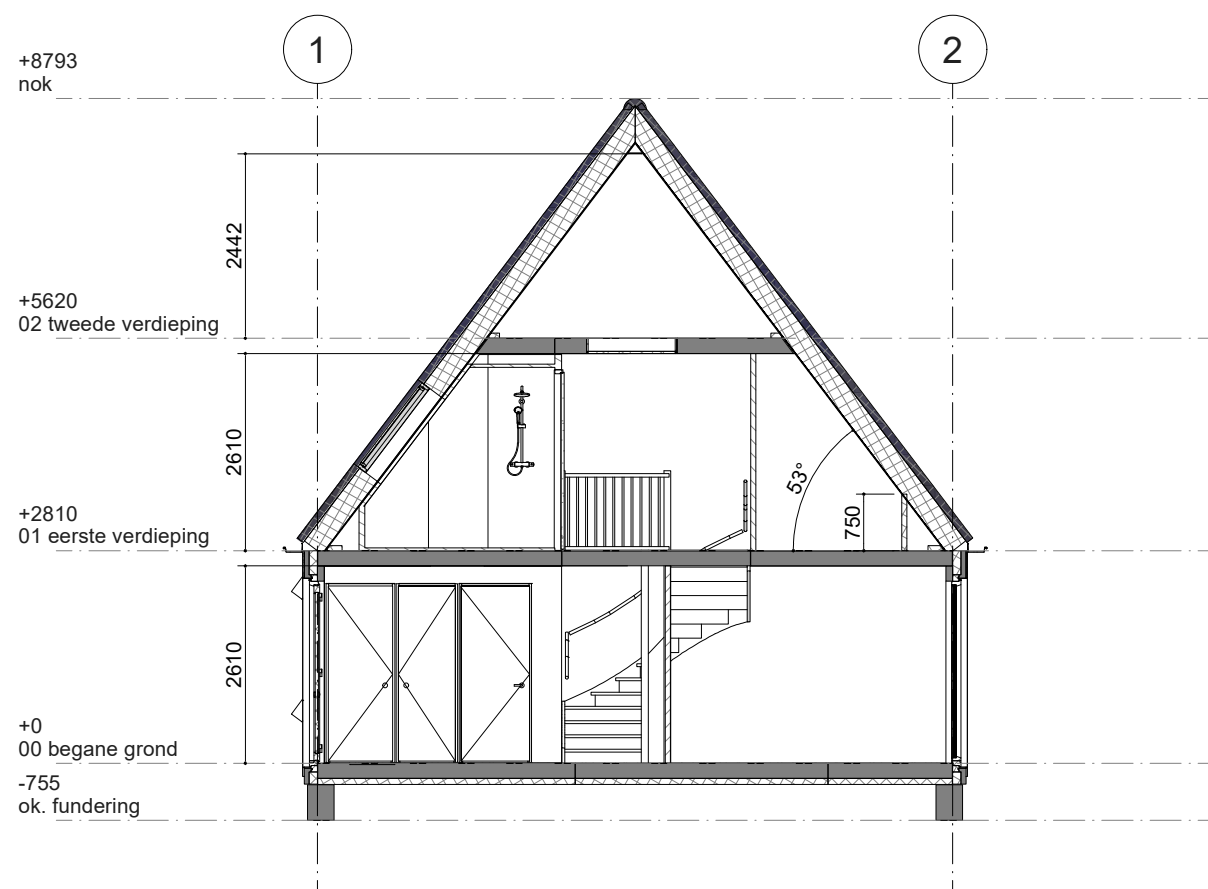 1
2
+8793
nok
2442
+5620
02 tweede verdieping
2610
53°
750
+2810
01 eerste verdieping
2610
+0
00 begane grond
-755
ok. fundering